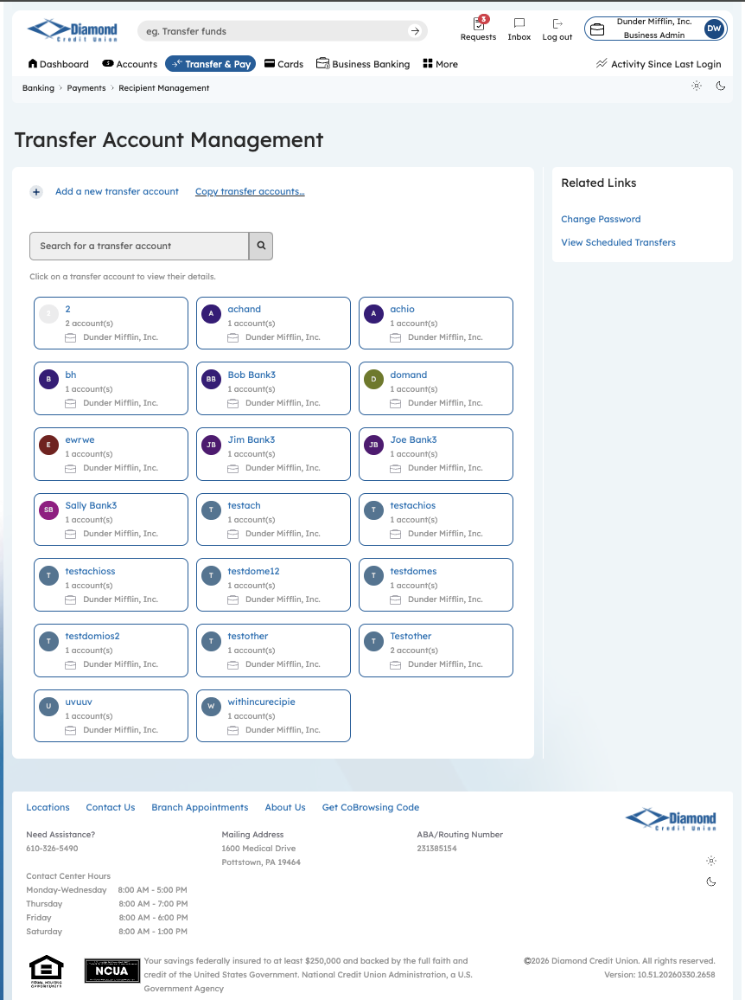 Diamond
Credit Union
eg. Transfer funds
3
Requests
Inbox
Log out
Dunder Mifflin, Inc.
Business Admin
DW
Dashboard
Accounts
Transfer & Pay
Cards
Business Banking
More
Activity Since Last Login
Banking › Payments › Recipient Management
Transfer Account Management
Add a new transfer account
Copy transfer accounts...
Search for a transfer account
Click on a transfer account to view their details.
2
2 account(s)
Dunder Mifflin, Inc.
A
achand
1 account(s)
Dunder Mifflin, Inc.
A
achio
1 account(s)
Dunder Mifflin, Inc.
B
bh
1 account(s)
Dunder Mifflin, Inc.
BB
Bob Bank3
1 account(s)
Dunder Mifflin, Inc.
D
domand
1 account(s)
Dunder Mifflin, Inc.
E
ewrwe
1 account(s)
Dunder Mifflin, Inc.
JB
Jim Bank3
1 account(s)
Dunder Mifflin, Inc.
JB
Joe Bank3
1 account(s)
Dunder Mifflin, Inc.
SB
Sally Bank3
1 account(s)
Dunder Mifflin, Inc.
T
testach
1 account(s)
Dunder Mifflin, Inc.
T
testachios
1 account(s)
Dunder Mifflin, Inc.
T
testachioss
1 account(s)
Dunder Mifflin, Inc.
T
testdome12
1 account(s)
Dunder Mifflin, Inc.
T
testdomes
1 account(s)
Dunder Mifflin, Inc.
T
testdomios2
1 account(s)
Dunder Mifflin, Inc.
T
testother
1 account(s)
Dunder Mifflin, Inc.
T
Testother
2 account(s)
Dunder Mifflin, Inc.
U
uvuuv
1 account(s)
Dunder Mifflin, Inc.
W
withincurecipie
1 account(s)
Dunder Mifflin, Inc.
Related Links
Change Password
View Scheduled Transfers
Locations
Contact Us
Branch Appointments
About Us
Get CoBrowsing Code
Diamond
Credit Union
Need Assistance?
610-326-5490
Mailing Address
1600 Medical Drive
Pottstown, PA 19464
ABA/Routing Number
231385154
Contact Center Hours
Monday-Wednesday 8:00 AM - 5:00 PM
Thursday 8:00 AM - 7:00 PM
Friday 8:00 AM - 6:00 PM
Saturday 8:00 AM - 1:00 PM
EQUAL HOUSING
OPPORTUNITY
NCUA
Your savings federally insured to at least $250,000 and backed by the full faith and
credit of the United States Government. National Credit Union Administration, a U.S.
Government Agency
©2026 Diamond Credit Union. All rights reserved.
Version: 10.51.20260330.2658